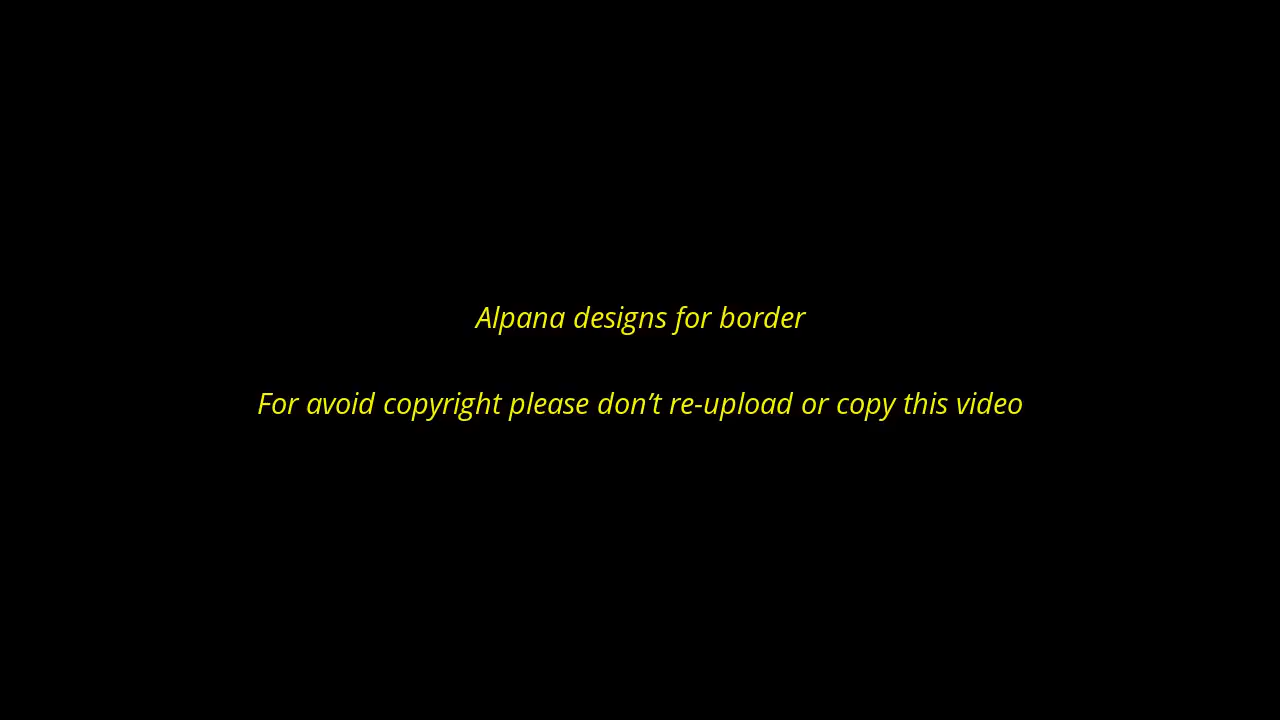 Alpana designs for border
For avoid copyright please don’t re-upload or copy this video